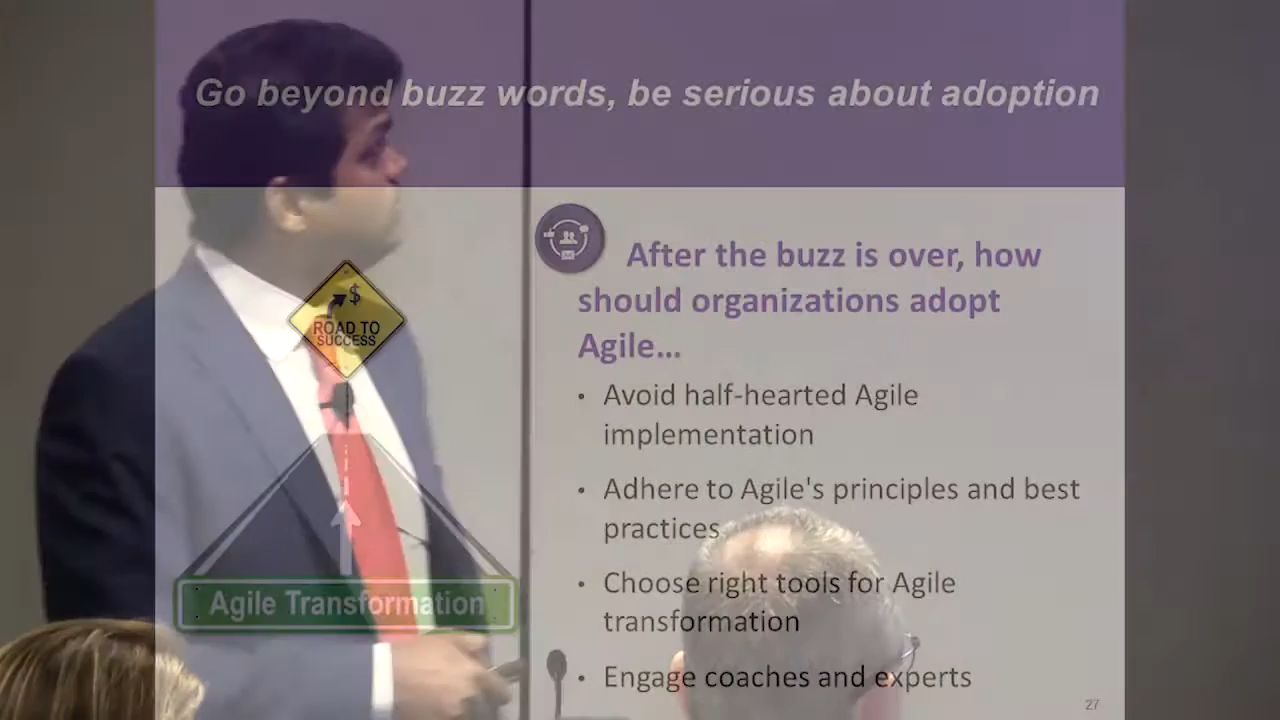 Go beyond buzz words, be serious about adoption
After the buzz is over, how
should organizations adopt
Agile...
• Avoid half-hearted Agile
implementation
• Adhere to Agile's principles and best
practices
• Choose right tools for Agile
transformation
• Engage coaches and experts
$
ROAD TO
SUCCESS
Agile Transformation
27